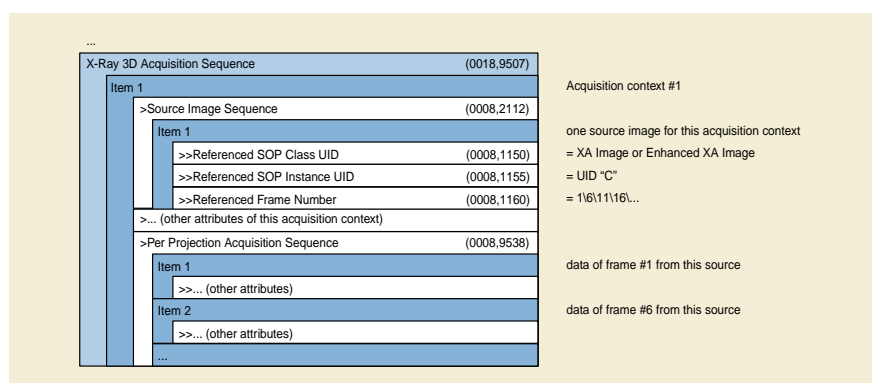 ...
X-Ray 3D Acquisition Sequence (0018,9507)
Item 1 Acquisition context #1
>Source Image Sequence (0008,2112)
Item 1 one source image for this acquisition context
>>Referenced SOP Class UID (0008,1150) = XA Image or Enhanced XA Image
>>Referenced SOP Instance UID (0008,1155) = UID “C”
>>Referenced Frame Number (0008,1160) = 1\6\11\16\...
>... (other attributes of this acquisition context)
>Per Projection Acquisition Sequence (0008,9538)
Item 1 data of frame #1 from this source
>>... (other attributes)
Item 2 data of frame #6 from this source
>>... (other attributes)
...